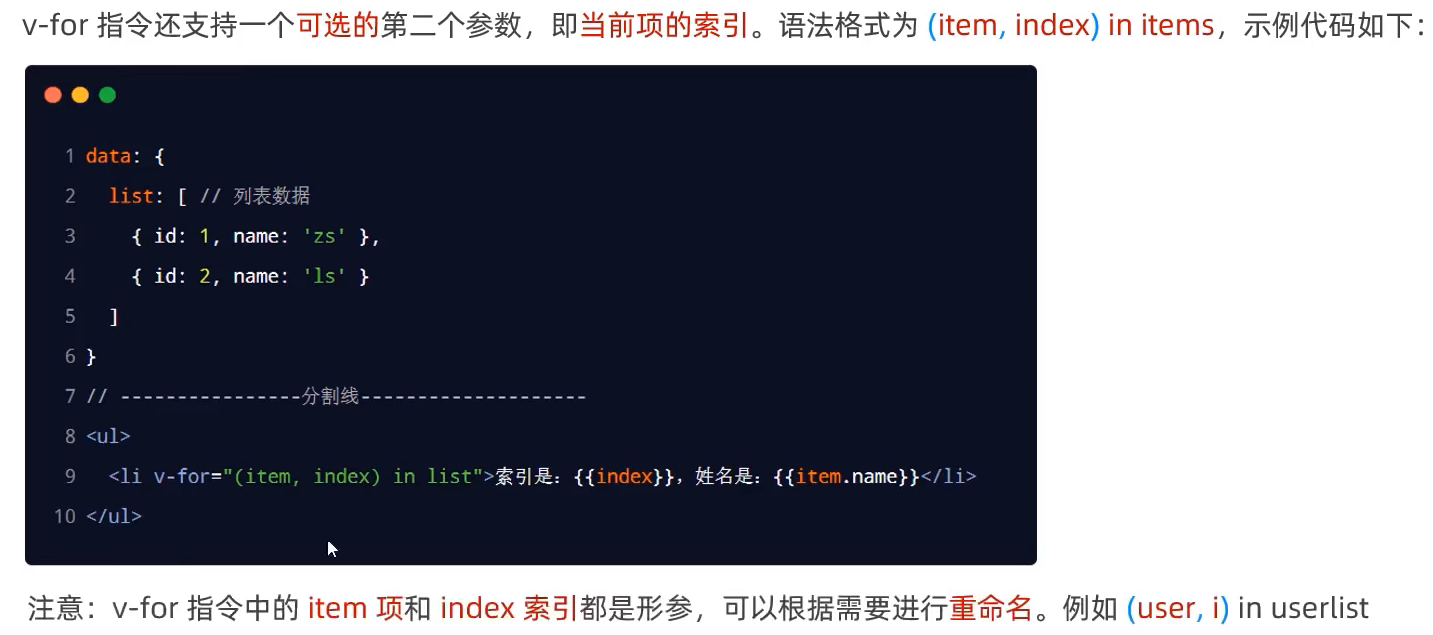 v-for 指令还支持一个可选的第二个参数，即当前项的索引。语法格式为 (item, index) in items，示例代码如下：
1 data: {
2   list: [ // 列表数据
3     { id: 1, name: 'zs' },
4     { id: 2, name: 'ls' }
5   ]
6 }
7 // ----------------分割线--------------------
8 <ul>
9   <li v-for="(item, index) in list">索引是：{{index}}，姓名是：{{item.name}}</li>
10 </ul>
注意：v-for 指令中的 item 项和 index 索引都是形参，可以根据需要进行重命名。例如 (user, i) in userlist